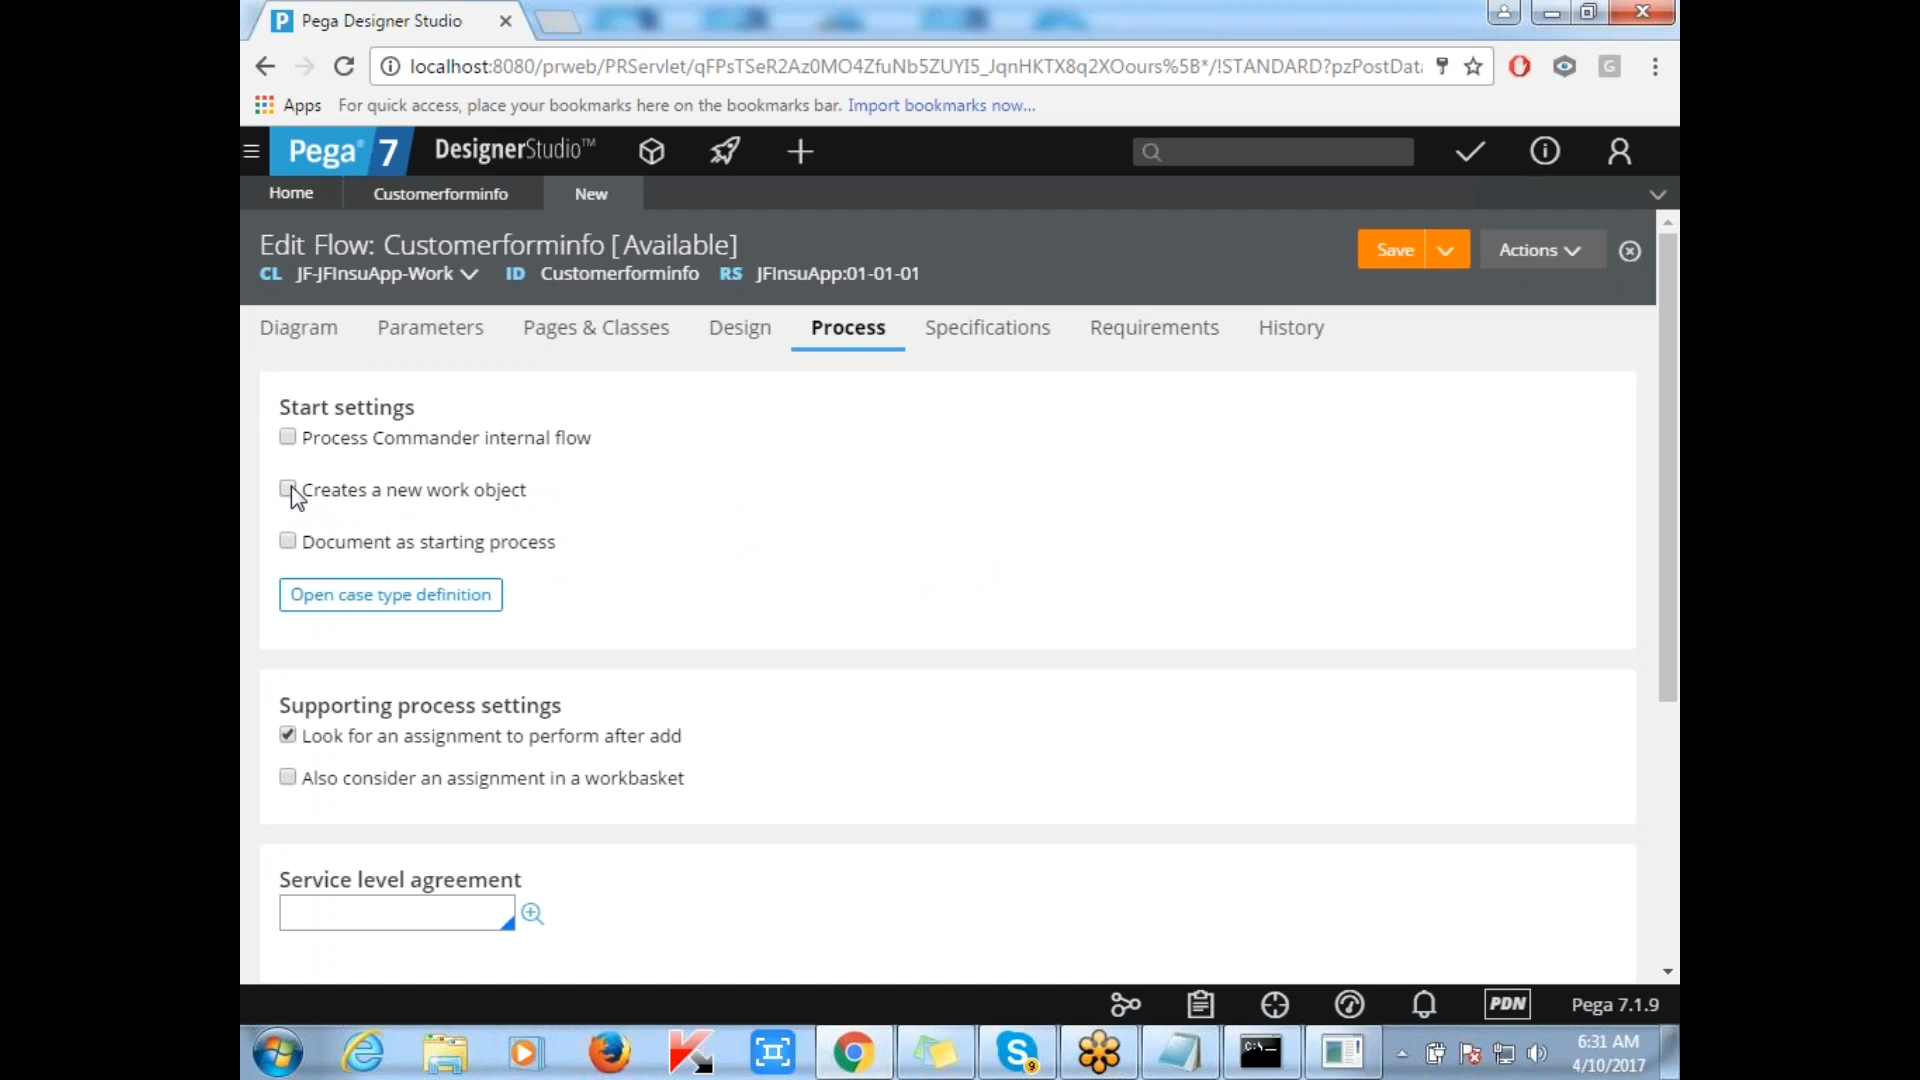 Pega Designer Studio
localhost:8080/prweb/PRServlet/qFPsTSeR2Az0MO4ZfuNb5ZUYI5_JqnHKTX8q2XOours%5B*/!STANDARD?pzPostData
Apps For quick access, place your bookmarks here on the bookmarks bar. Import bookmarks now...
Pega 7 DesignerStudio™
Home Customerforminfo New
Edit Flow: Customerforminfo [Available]
Save Actions
CL JF-JFInsuApp-Work ID Customerforminfo RS JFInsuApp:01-01-01
Diagram Parameters Pages & Classes Design Process Specifications Requirements History
Start settings
Process Commander internal flow
Creates a new work object
Document as starting process
Open case type definition
Supporting process settings
Look for an assignment to perform after add
Also consider an assignment in a workbasket
Service level agreement
PDN Pega 7.1.9
6:31 AM
4/10/2017